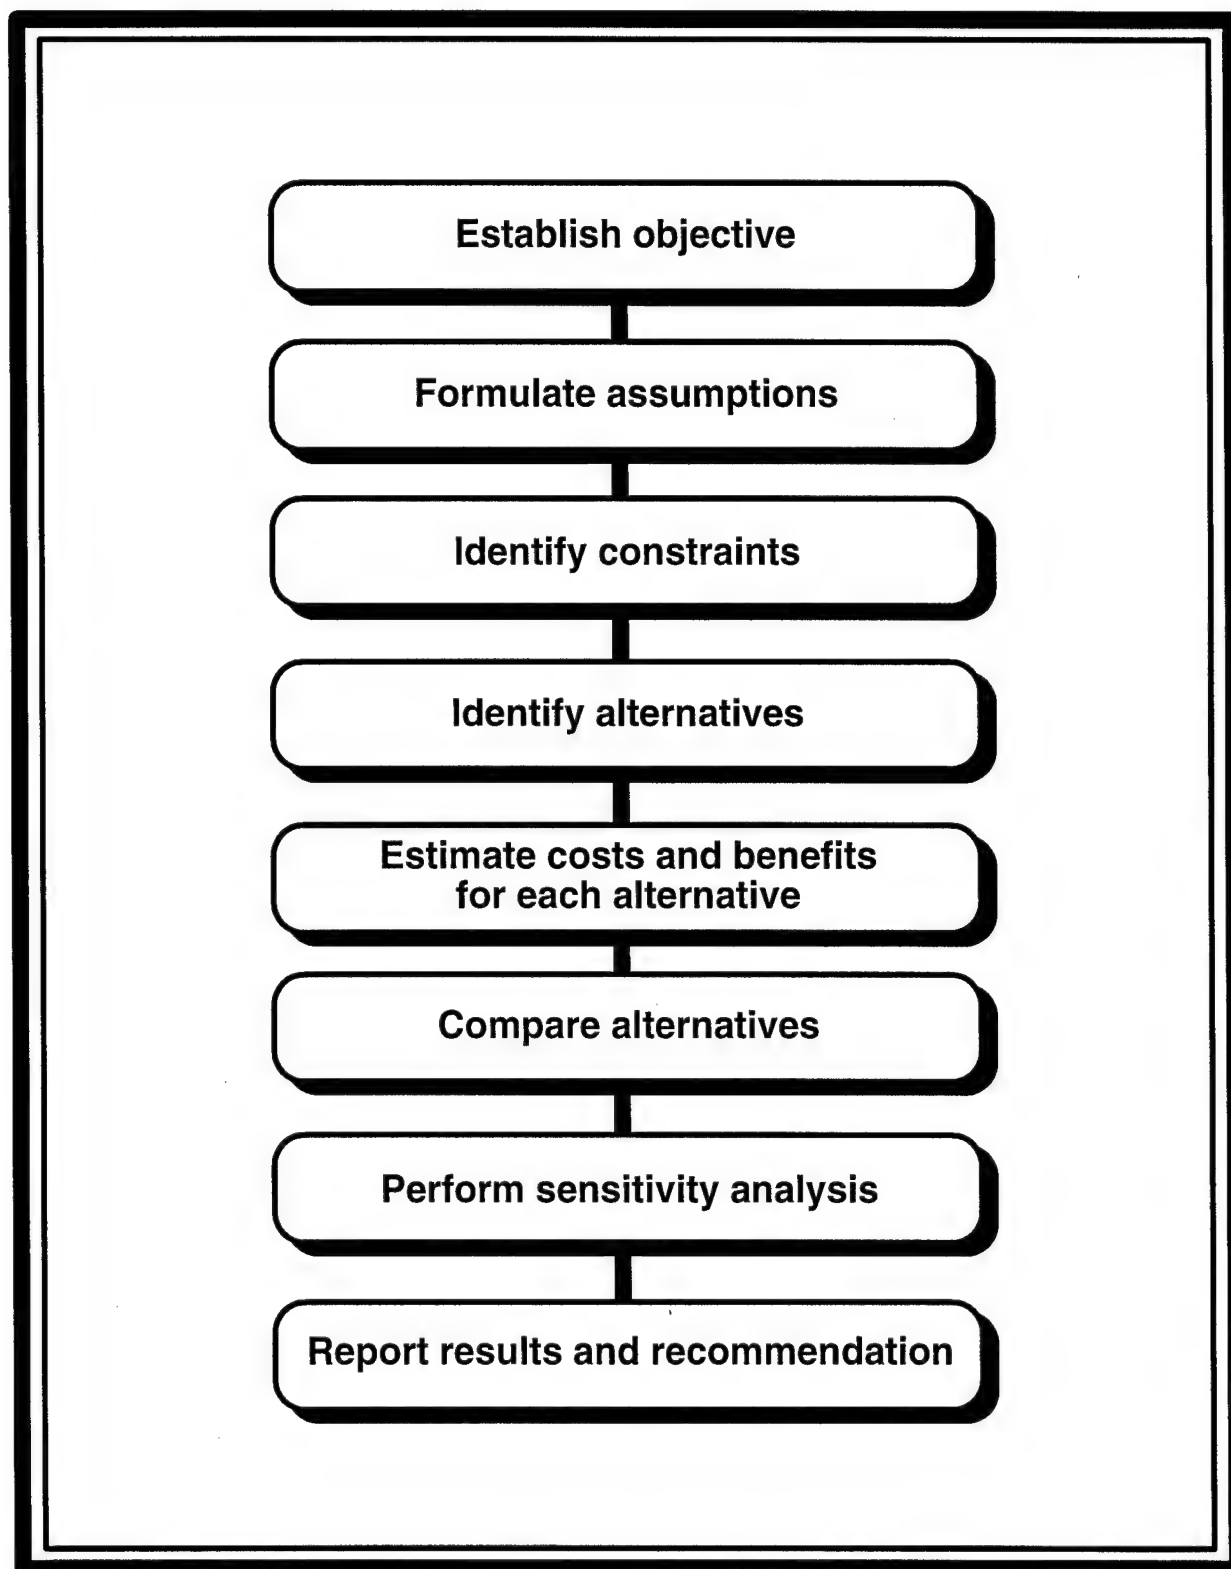 Establish objective
Formulate assumptions
Identify constraints
Identify alternatives
Estimate costs and benefits
for each alternative
Compare alternatives
Perform sensitivity analysis
Report results and recommendation